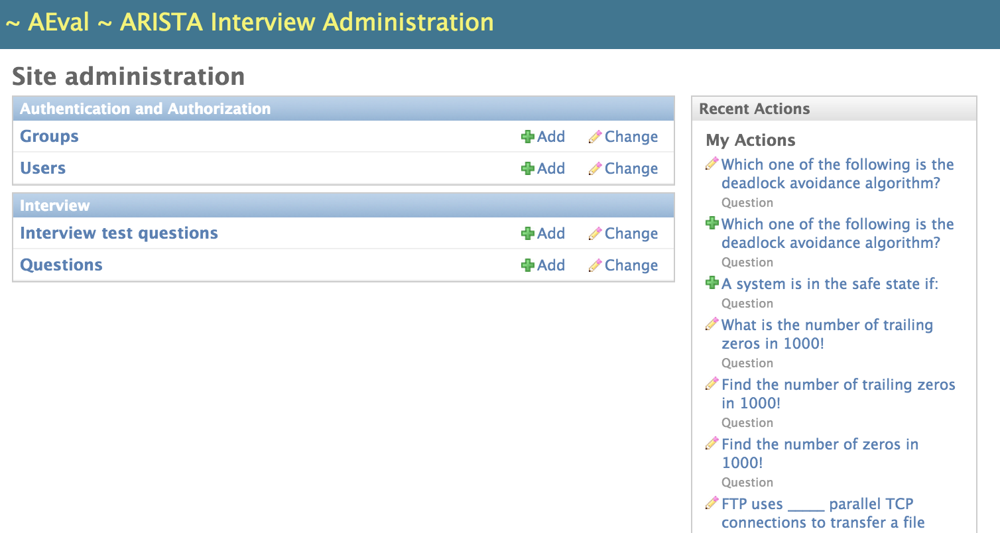 ~ AEval ~ ARISTA Interview Administration
Site administration
Authentication and Authorization
Groups Add Change
Users Add Change
Interview
Interview test questions Add Change
Questions Add Change
Recent Actions
My Actions
Which one of the following is the
deadlock avoidance algorithm?
Question
Which one of the following is the
deadlock avoidance algorithm?
Question
A system is in the safe state if:
Question
What is the number of trailing
zeros in 1000!
Question
Find the number of trailing zeros
in 1000!
Question
Find the number of zeros in
1000!
Question
FTP uses _____ parallel TCP
connections to transfer a file